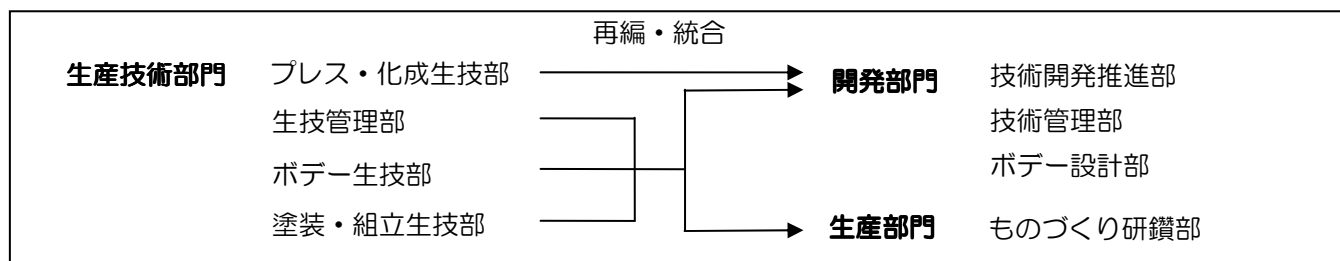 再編・統合
生産技術部門 プレス・化成生技部 開発部門 技術開発推進部
生技管理部 技術管理部
ボデー生技部 ボデー設計部
塗装・組立生技部 生産部門 ものづくり研鑽部